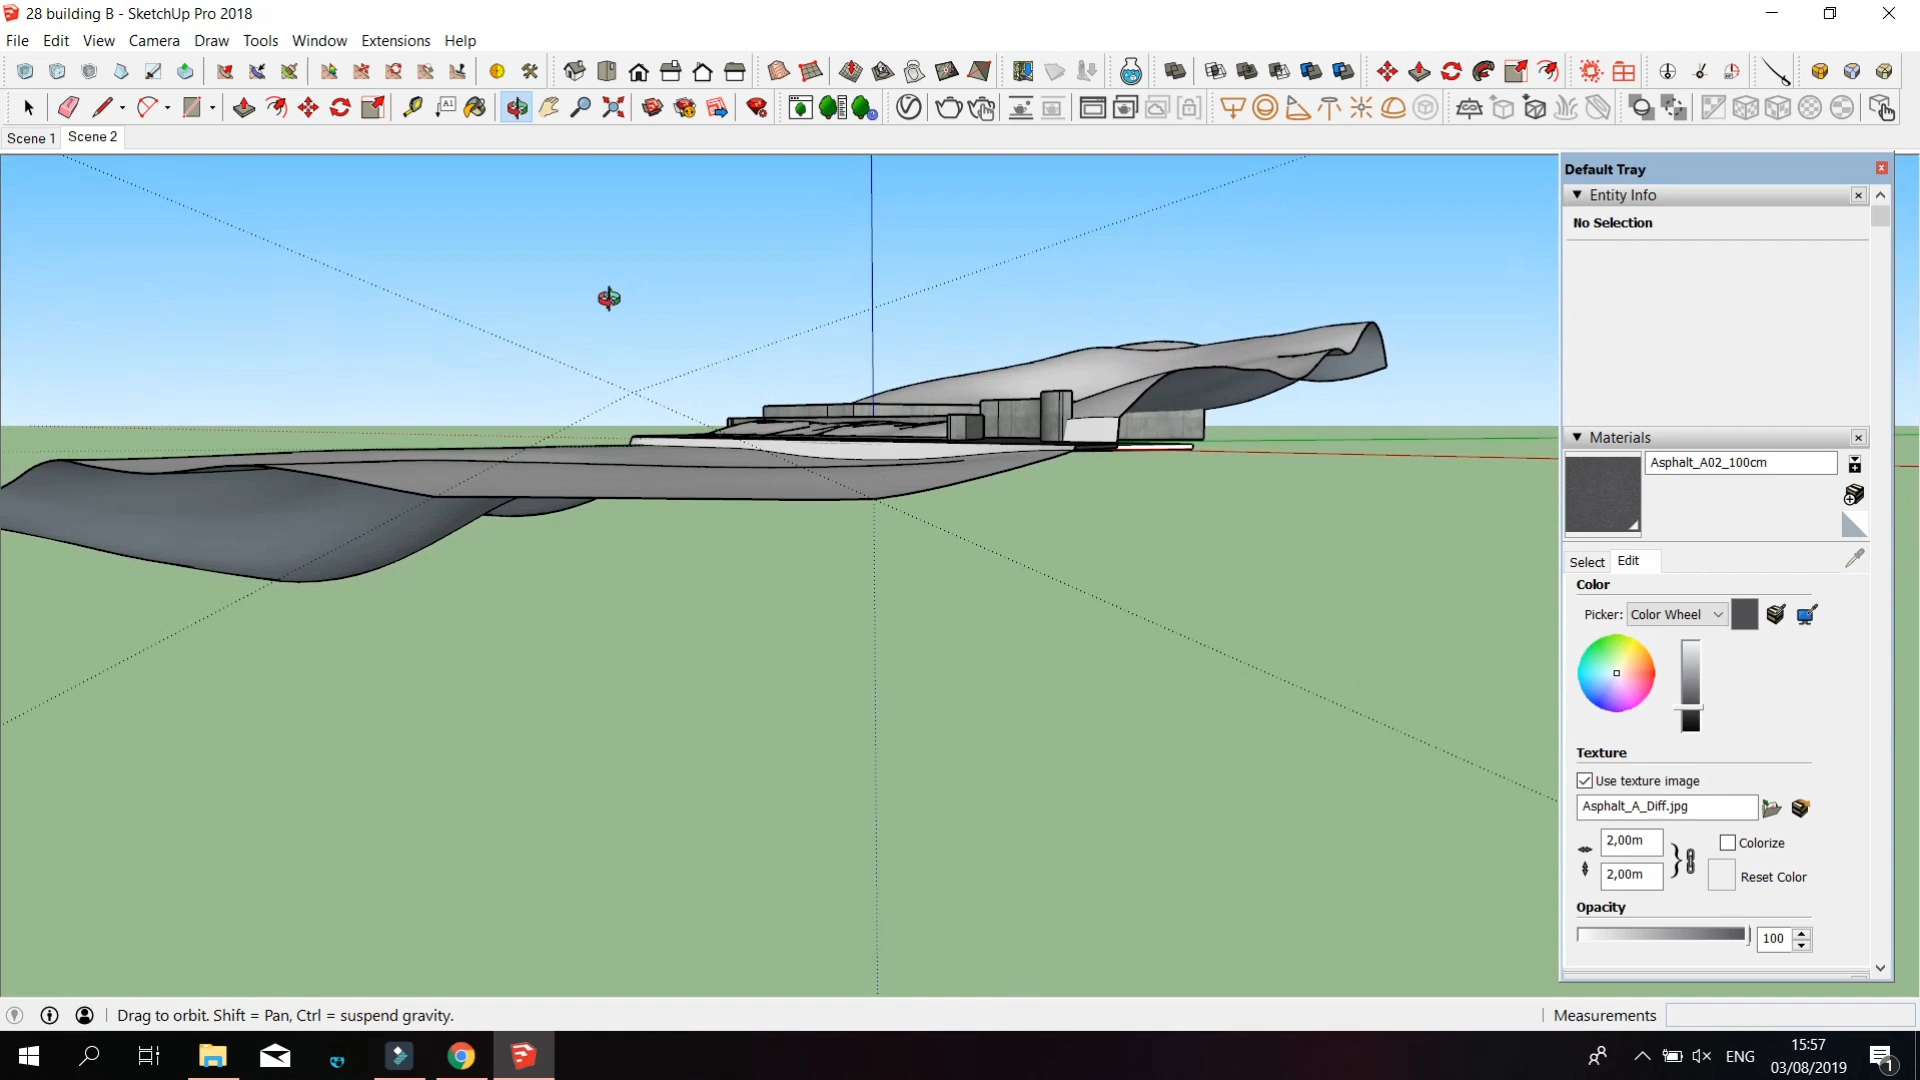 28 building B - SketchUp Pro 2018
File Edit View Camera Draw Tools Window Extensions Help
Scene 1 Scene 2
Default Tray
Entity Info
No Selection
Materials
Asphalt_A02_100cm
Select Edit
Color
Picker: Color Wheel
Texture
Use texture image
Asphalt_A_Diff.jpg
2,00m
Colorize
2,00m
Reset Color
Opacity
100
Drag to orbit. Shift = Pan, Ctrl = suspend gravity.
Measurements
ENG
15:57
03/08/2019
1